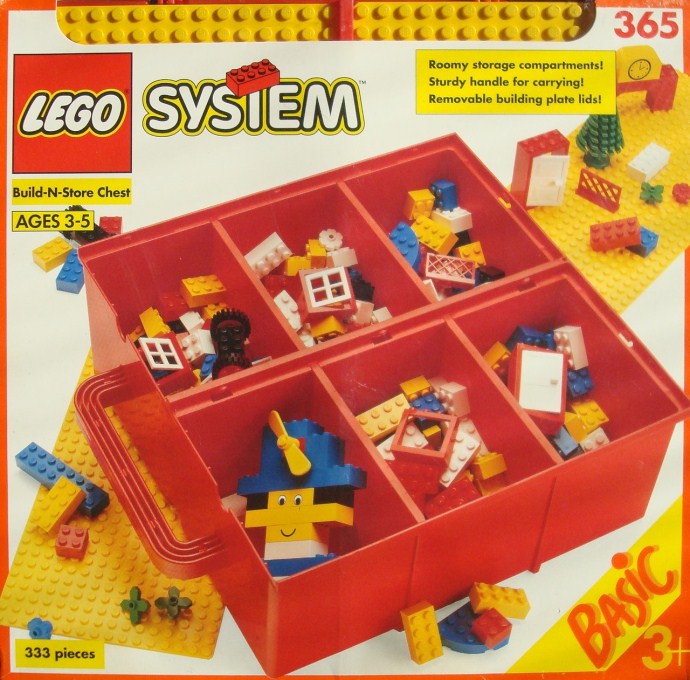 365
LEGO SYSTEM™
Roomy storage compartments!
Sturdy handle for carrying!
Removable building plate lids!
Build-N-Store Chest
AGES 3-5
333 pieces
BASIC
3+